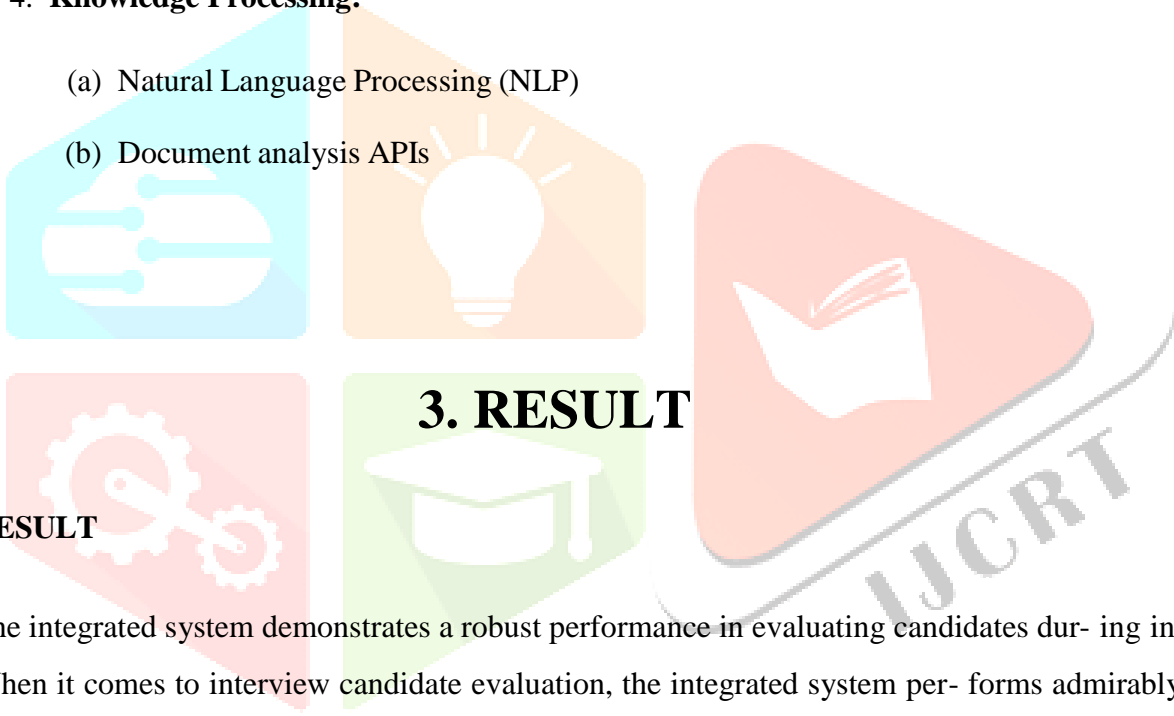 4. Knowledge Processing:
(a) Natural Language Processing (NLP)
(b) Document analysis APIs
3. RESULT
ESULT
he integrated system demonstrates a robust performance in evaluating candidates dur- ing in
hen it comes to interview candidate evaluation, the integrated system per- forms admirably
IJCRT